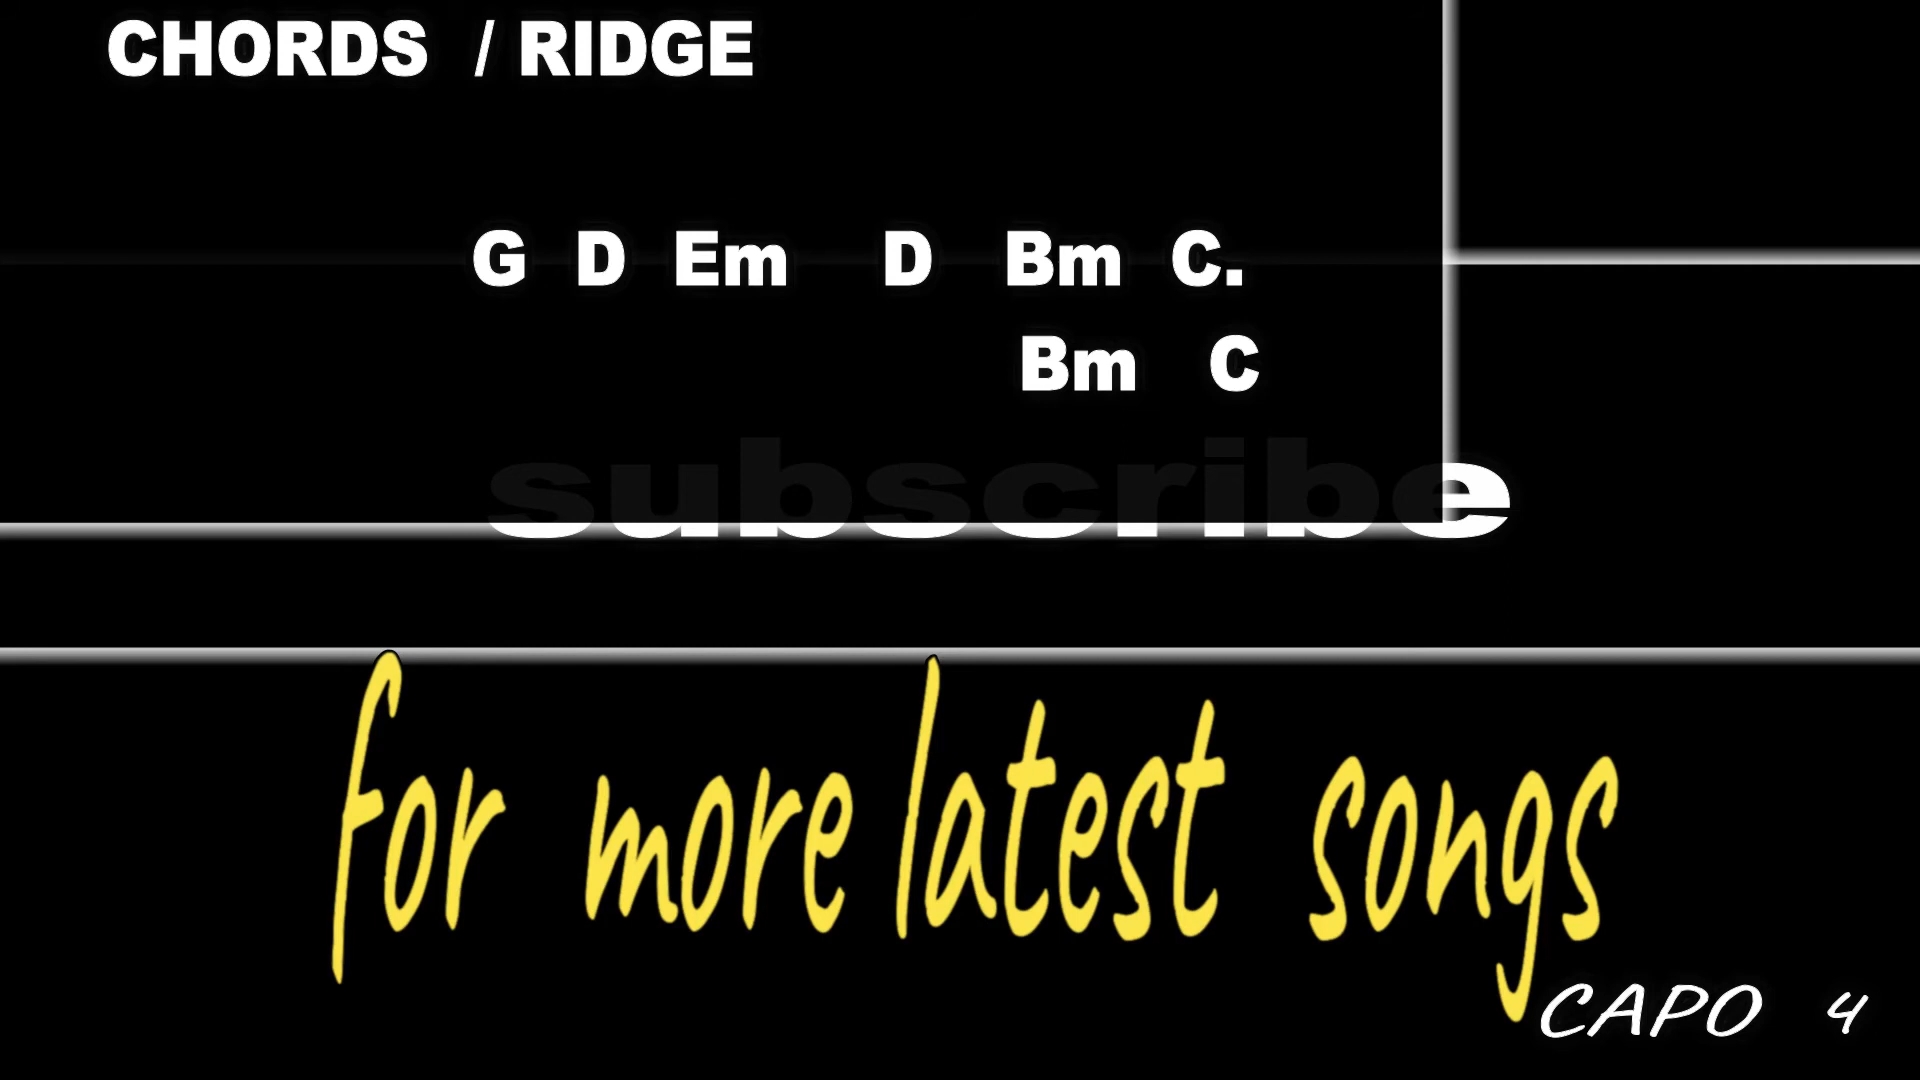 CHORDS / RIDGE
G D Em D Bm C.
Bm C
subscribe
for more latest songs
CAPO 4